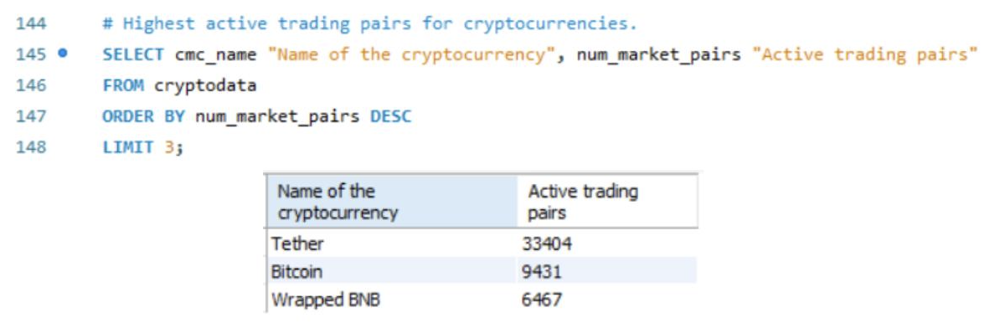 144 # Highest active trading pairs for cryptocurrencies.
145 SELECT cmc_name "Name of the cryptocurrency", num_market_pairs "Active trading pairs"
146 FROM cryptodata
147 ORDER BY num_market_pairs DESC
148 LIMIT 3;
Name of the Active trading
cryptocurrency pairs
Tether 33404
Bitcoin 9431
Wrapped BNB 6467